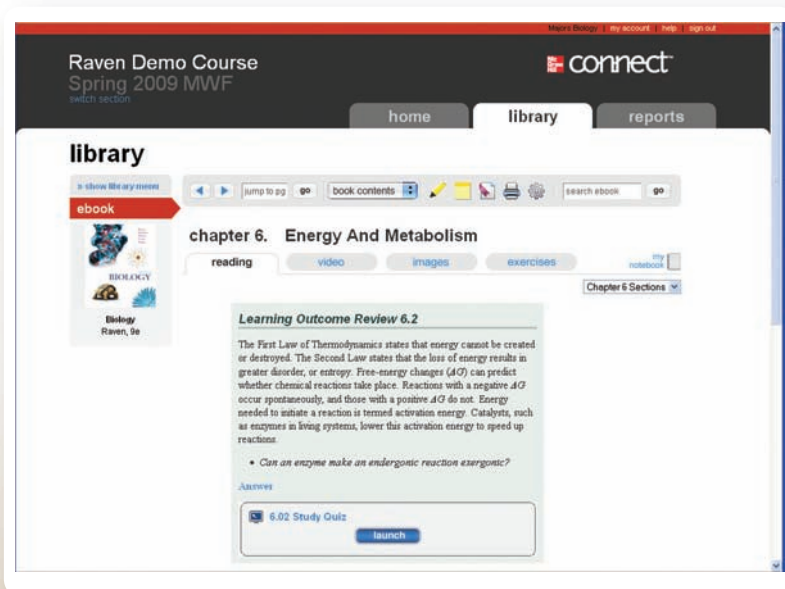 Majors Biology | my account | help | sign out
Raven Demo Course
Spring 2009 MWF
switch section
Mc Graw Hill connect
home library reports
library
» show library menu
jump to pg go book contents search ebook go
ebook
chapter 6. Energy And Metabolism
reading video images exercises my notebook
Chapter 6 Sections
BIOLOGY
Biology
Raven, 9e
Learning Outcome Review 6.2
The First Law of Thermodynamics states that energy cannot be created
or destroyed. The Second Law states that the loss of energy results in
greater disorder, or entropy. Free-energy changes (ΔG) can predict
whether chemical reactions take place. Reactions with a negative ΔG
occur spontaneously, and those with a positive ΔG do not. Energy
needed to initiate a reaction is termed activation energy. Catalysts, such
as enzymes in living systems, lower this activation energy to speed up
reactions.
• Can an enzyme make an endergonic reaction exergonic?
Answer
6.02 Study Quiz
launch